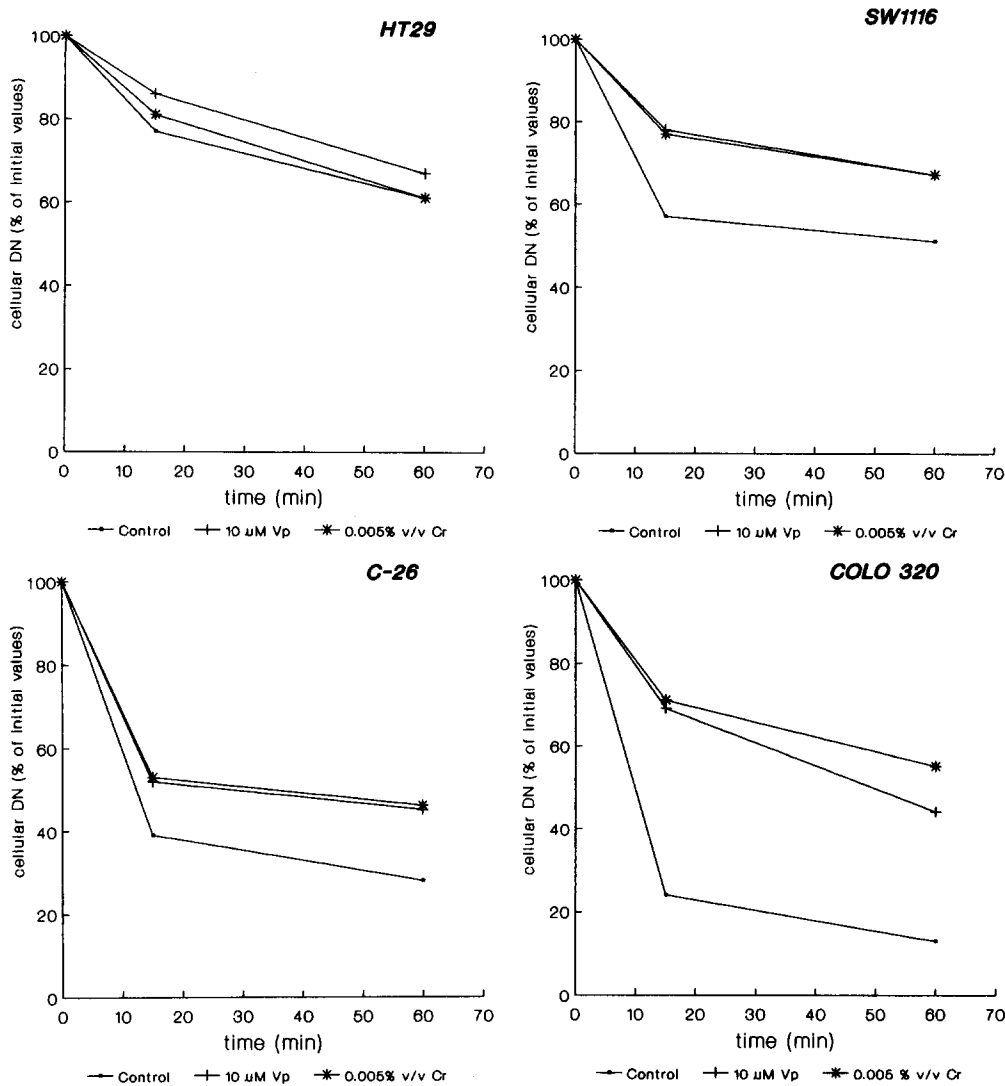 HT29
cellular DN (% of initial values)
100
80
60
40
20
0
0 10 20 30 40 50 60 70
time (min)
Control 10 µM Vp 0.005% v/v Cr
SW1116
cellular DN (% of initial values)
100
80
60
40
20
0
0 10 20 30 40 50 60 70
time (min)
Control 10 µM Vp 0.005% v/v Cr
C-26
cellular DN (% of initial values)
100
80
60
40
20
0
0 10 20 30 40 50 60 70
time (min)
Control 10 µM Vp 0.005% v/v Cr
COLO 320
cellular DN (% of initial values)
100
80
60
40
20
0
0 10 20 30 40 50 60 70
time (min)
Control 10 µM Vp 0.005 % v/v Cr